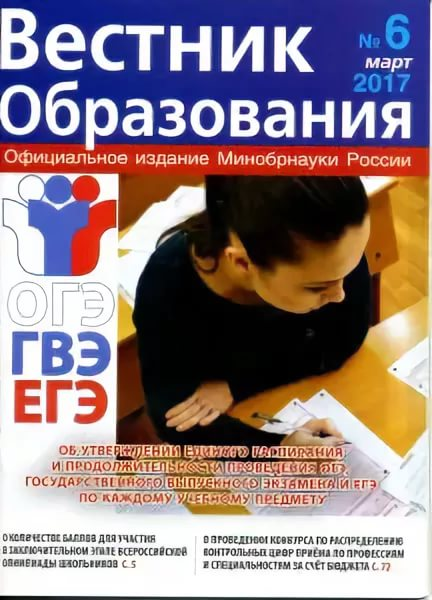 Вестник
№ 6
март
2017
Образования
Официальное издание Минобрнауки России
ОГЭ
ГВЭ
ЕГЭ
ОБ УТВЕРЖДЕНИИ ЕДИНОГО РАСПИСАНИЯ
И ПРОДОЛЖИТЕЛЬНОСТИ ПРОВЕДЕНИЯ ОГЭ,
ГОСУДАРСТВЕННОГО ВЫПУСКНОГО ЭКЗАМЕНА И ЕГЭ
ПО КАЖДОМУ УЧЕБНОМУ ПРЕДМЕТУ
О КОЛИЧЕСТВЕ БАЛЛОВ ДЛЯ УЧАСТИЯ
В ЗАКЛЮЧИТЕЛЬНОМ ЭТАПЕ ВСЕРОССИЙСКОЙ
ОЛИМПИАДЫ ШКОЛЬНИКОВ С. 5
О ПРОВЕДЕНИИ КОНКУРСА ПО РАСПРЕДЕЛЕНИЮ
КОНТРОЛЬНЫХ ЦИФР ПРИЁМА ПО ПРОФЕССИЯМ
И СПЕЦИАЛЬНОСТЯМ ЗА СЧЁТ БЮДЖЕТА С. 77